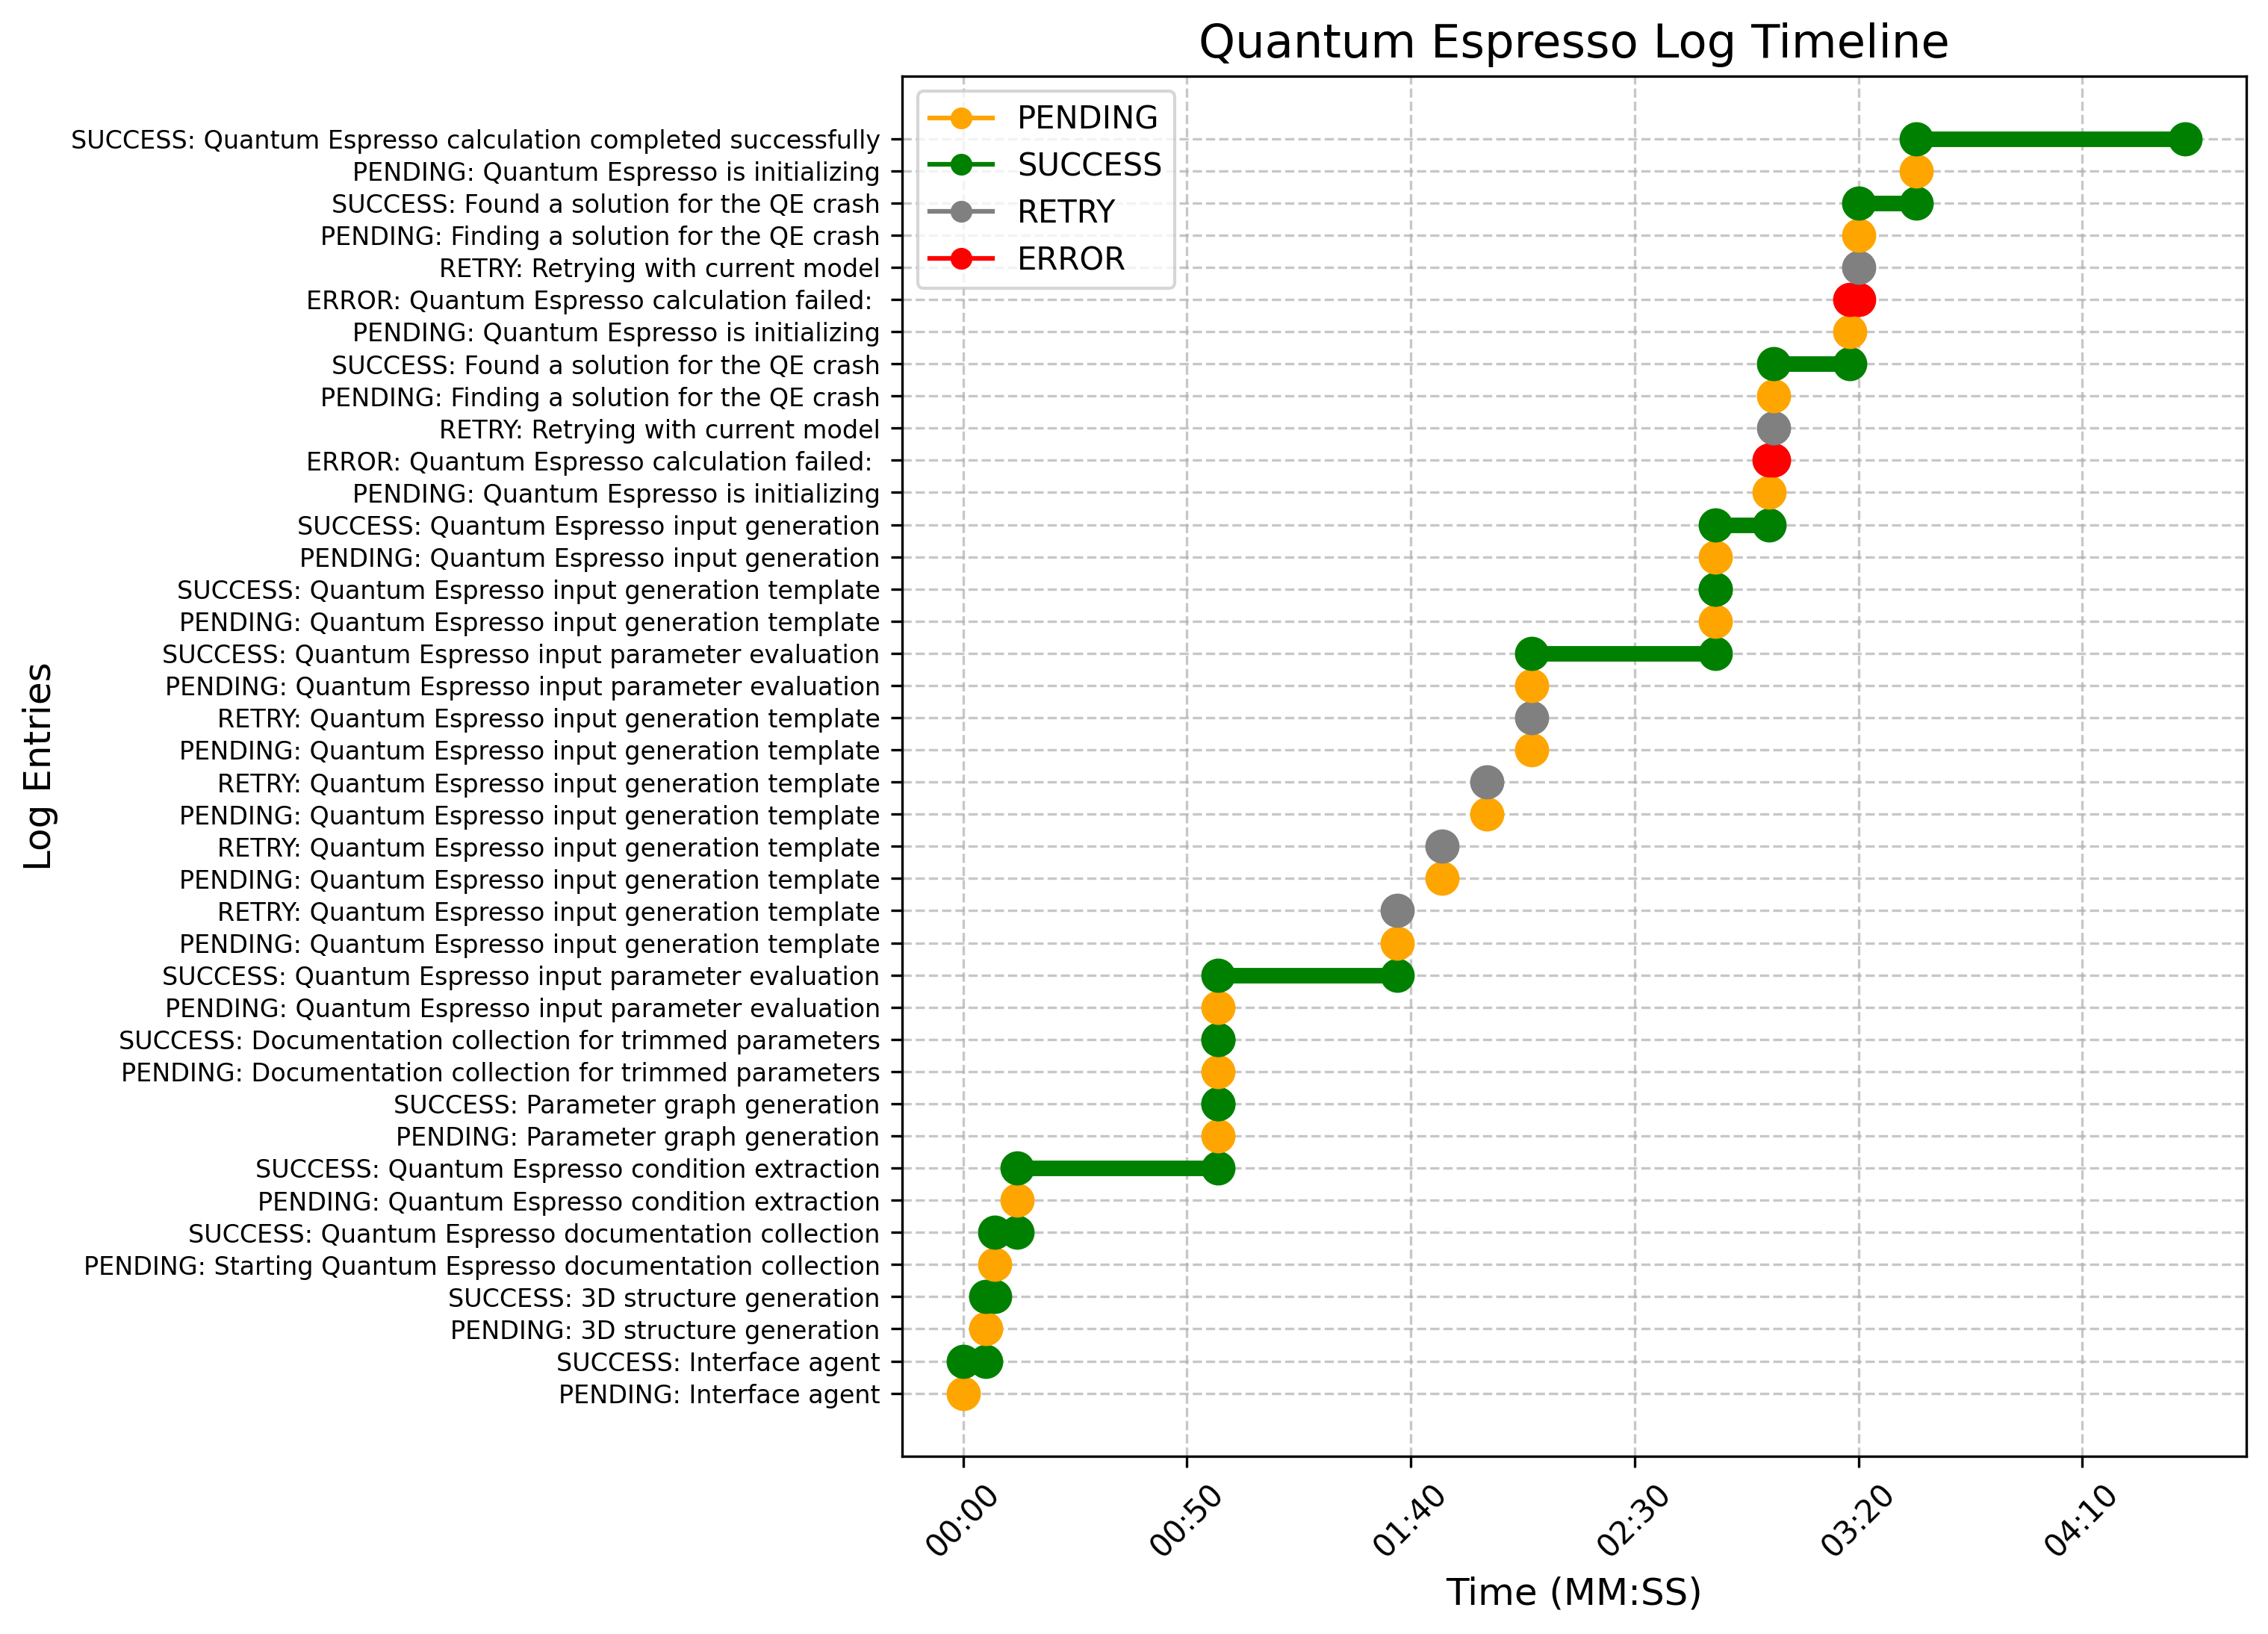 Quantum Espresso Log Timeline
PENDING
SUCCESS
RETRY
ERROR
SUCCESS: Quantum Espresso calculation completed successfully
PENDING: Quantum Espresso is initializing
SUCCESS: Found a solution for the QE crash
PENDING: Finding a solution for the QE crash
RETRY: Retrying with current model
ERROR: Quantum Espresso calculation failed:
PENDING: Quantum Espresso is initializing
SUCCESS: Found a solution for the QE crash
PENDING: Finding a solution for the QE crash
RETRY: Retrying with current model
ERROR: Quantum Espresso calculation failed:
PENDING: Quantum Espresso is initializing
SUCCESS: Quantum Espresso input generation
PENDING: Quantum Espresso input generation
SUCCESS: Quantum Espresso input generation template
PENDING: Quantum Espresso input generation template
SUCCESS: Quantum Espresso input parameter evaluation
PENDING: Quantum Espresso input parameter evaluation
RETRY: Quantum Espresso input generation template
PENDING: Quantum Espresso input generation template
RETRY: Quantum Espresso input generation template
PENDING: Quantum Espresso input generation template
RETRY: Quantum Espresso input generation template
PENDING: Quantum Espresso input generation template
RETRY: Quantum Espresso input generation template
PENDING: Quantum Espresso input generation template
SUCCESS: Quantum Espresso input parameter evaluation
PENDING: Quantum Espresso input parameter evaluation
SUCCESS: Documentation collection for trimmed parameters
PENDING: Documentation collection for trimmed parameters
SUCCESS: Parameter graph generation
PENDING: Parameter graph generation
SUCCESS: Quantum Espresso condition extraction
PENDING: Quantum Espresso condition extraction
SUCCESS: Quantum Espresso documentation collection
PENDING: Starting Quantum Espresso documentation collection
SUCCESS: 3D structure generation
PENDING: 3D structure generation
SUCCESS: Interface agent
PENDING: Interface agent
Log Entries
00:00
00:50
01:40
02:30
03:20
04:10
Time (MM:SS)